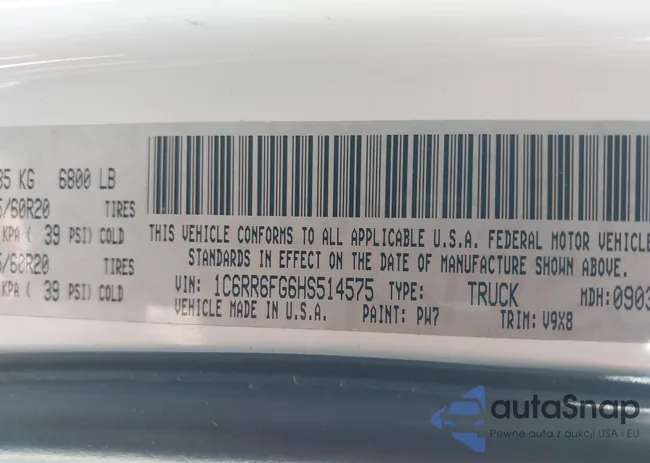 85 KG 6800 LB
/60R20 TIRES
KPA ( 39 PSI) COLD
/60R20 TIRES
KPA ( 39 PSI) COLD
THIS VEHICLE CONFORMS TO ALL APPLICABLE U.S.A. FEDERAL MOTOR VEHICLE
STANDARDS IN EFFECT ON THE DATE OF MANUFACTURE SHOWN ABOVE.
VIN: 1C6RR6FG6HS514575 TYPE: TRUCK MDH: 0903
VEHICLE MADE IN U.S.A. PAINT: PW7 TRIM: V9X8
autaSnap
Pewne auta z aukcji USA i EU